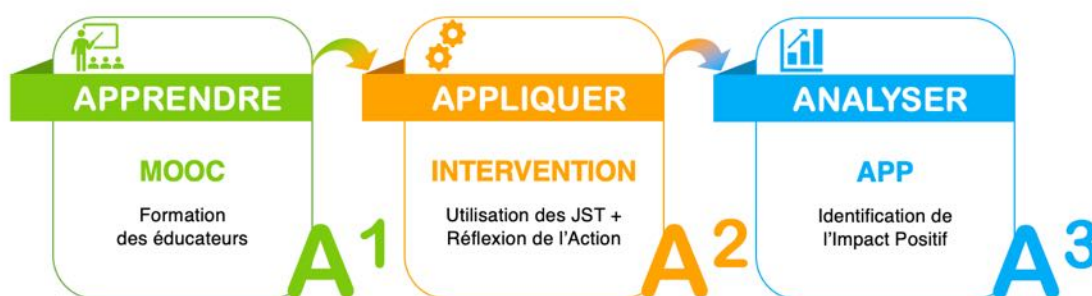 APPRENDRE
MOOC
Formation
des éducateurs
A1
APPLIQUER
INTERVENTION
Utilisation des JST +
Réflexion de l'Action
A2
ANALYSER
APP
Identification de
l'Impact Positif
A3